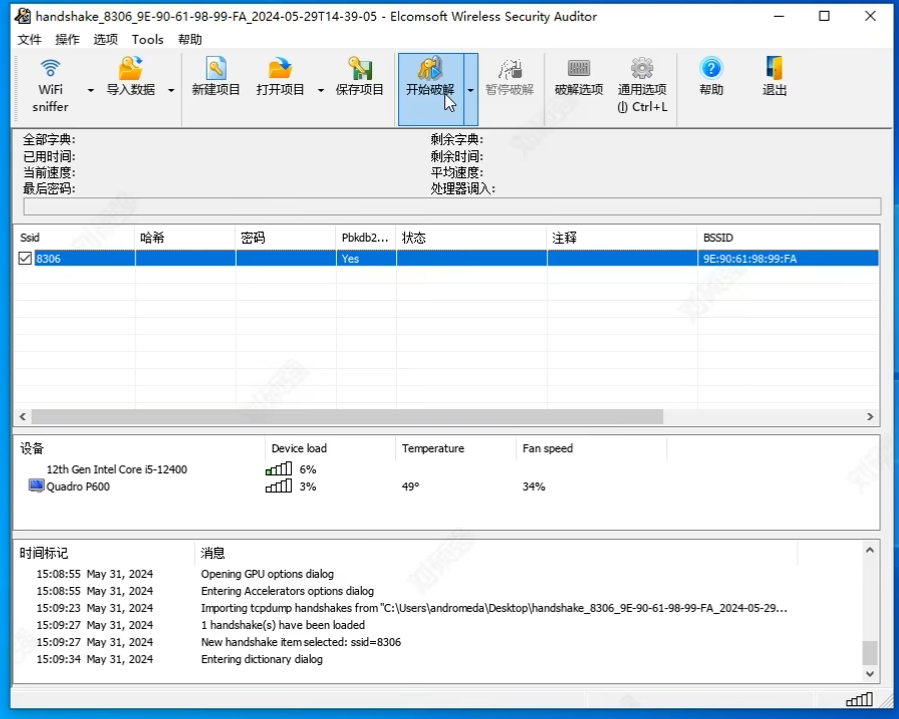 handshake_8306_9E-90-61-98-99-FA_2024-05-29T14-39-05 - Elcomsoft Wireless Security Auditor
文件 操作 选项 Tools 帮助
WiFi sniffer 导入数据 新建项目 打开项目 保存项目 开始破解 暂停破解 破解选项 通用选项 (I) Ctrl+L 帮助 退出
全部字典: 剩余字典:
已用时间: 剩余时间:
当前速度: 平均速度:
最后密码: 处理器调入:
Ssid 哈希 密码 Pbkdb2... 状态 注释 BSSID
8306 Yes 9E:90:61:98:99:FA
设备 Device load Temperature Fan speed
12th Gen Intel Core i5-12400 6%
Quadro P600 3% 49° 34%
时间标记 消息
15:08:55 May 31, 2024 Opening GPU options dialog
15:08:55 May 31, 2024 Entering Accelerators options dialog
15:09:23 May 31, 2024 Importing tcpdump handshakes from "C:\Users\andromeda\Desktop\handshake_8306_9E-90-61-98-99-FA_2024-05-29...
15:09:27 May 31, 2024 1 handshake(s) have been loaded
15:09:27 May 31, 2024 New handshake item selected: ssid=8306
15:09:34 May 31, 2024 Entering dictionary dialog